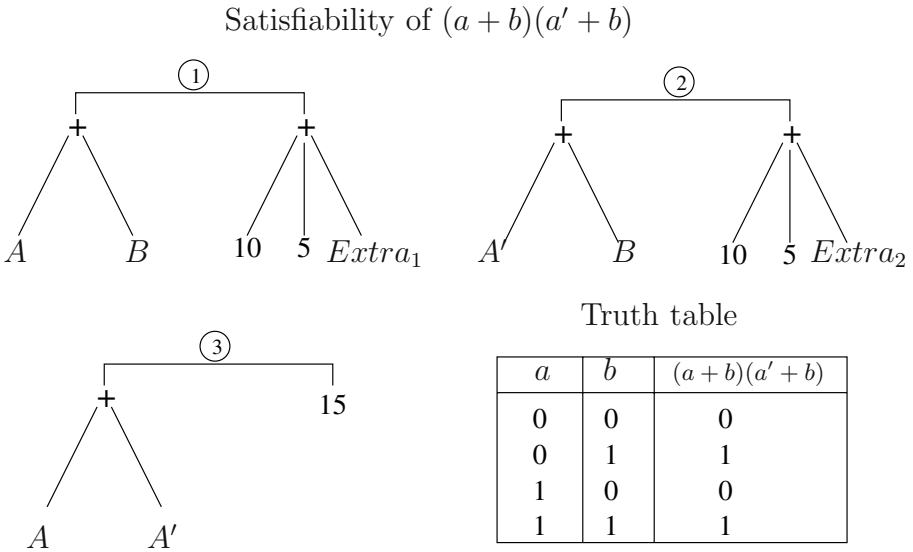 Satisfiability of (a + b)(a′ + b)
1
+ +
A B 10 5 Extra₁
2
+ +
A′ B 10 5 Extra₂
3
+ 15
A A′
Truth table
a b (a + b)(a′ + b)
0 0 0
0 1 1
1 0 0
1 1 1